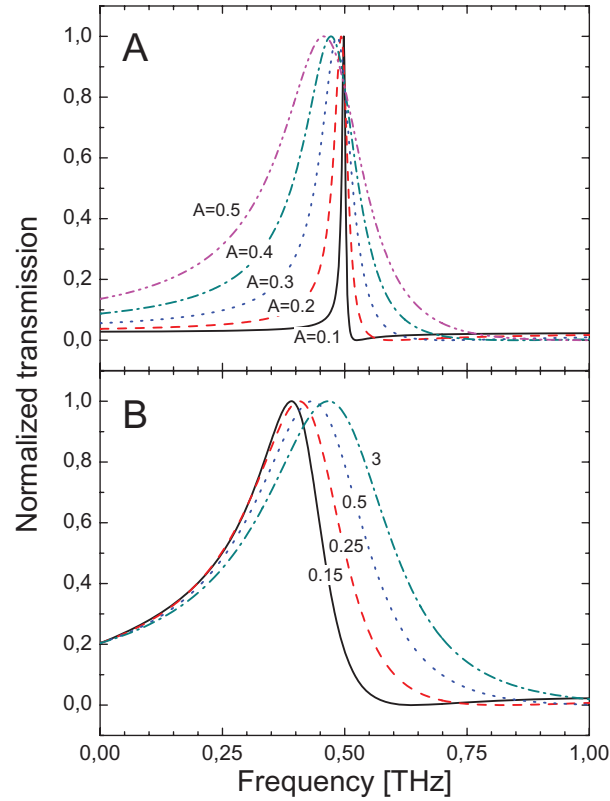 A
1,0
0,8
0,6
0,4
0,2
0,0
A=0.5
A=0.4
A=0.3
A=0.2
A=0.1
Normalized transmission
B
1,0
0,8
0,6
0,4
0,2
0,0
3
0.5
0.25
0.15
0,00 0,25 0,50 0,75 1,00
Frequency [THz]